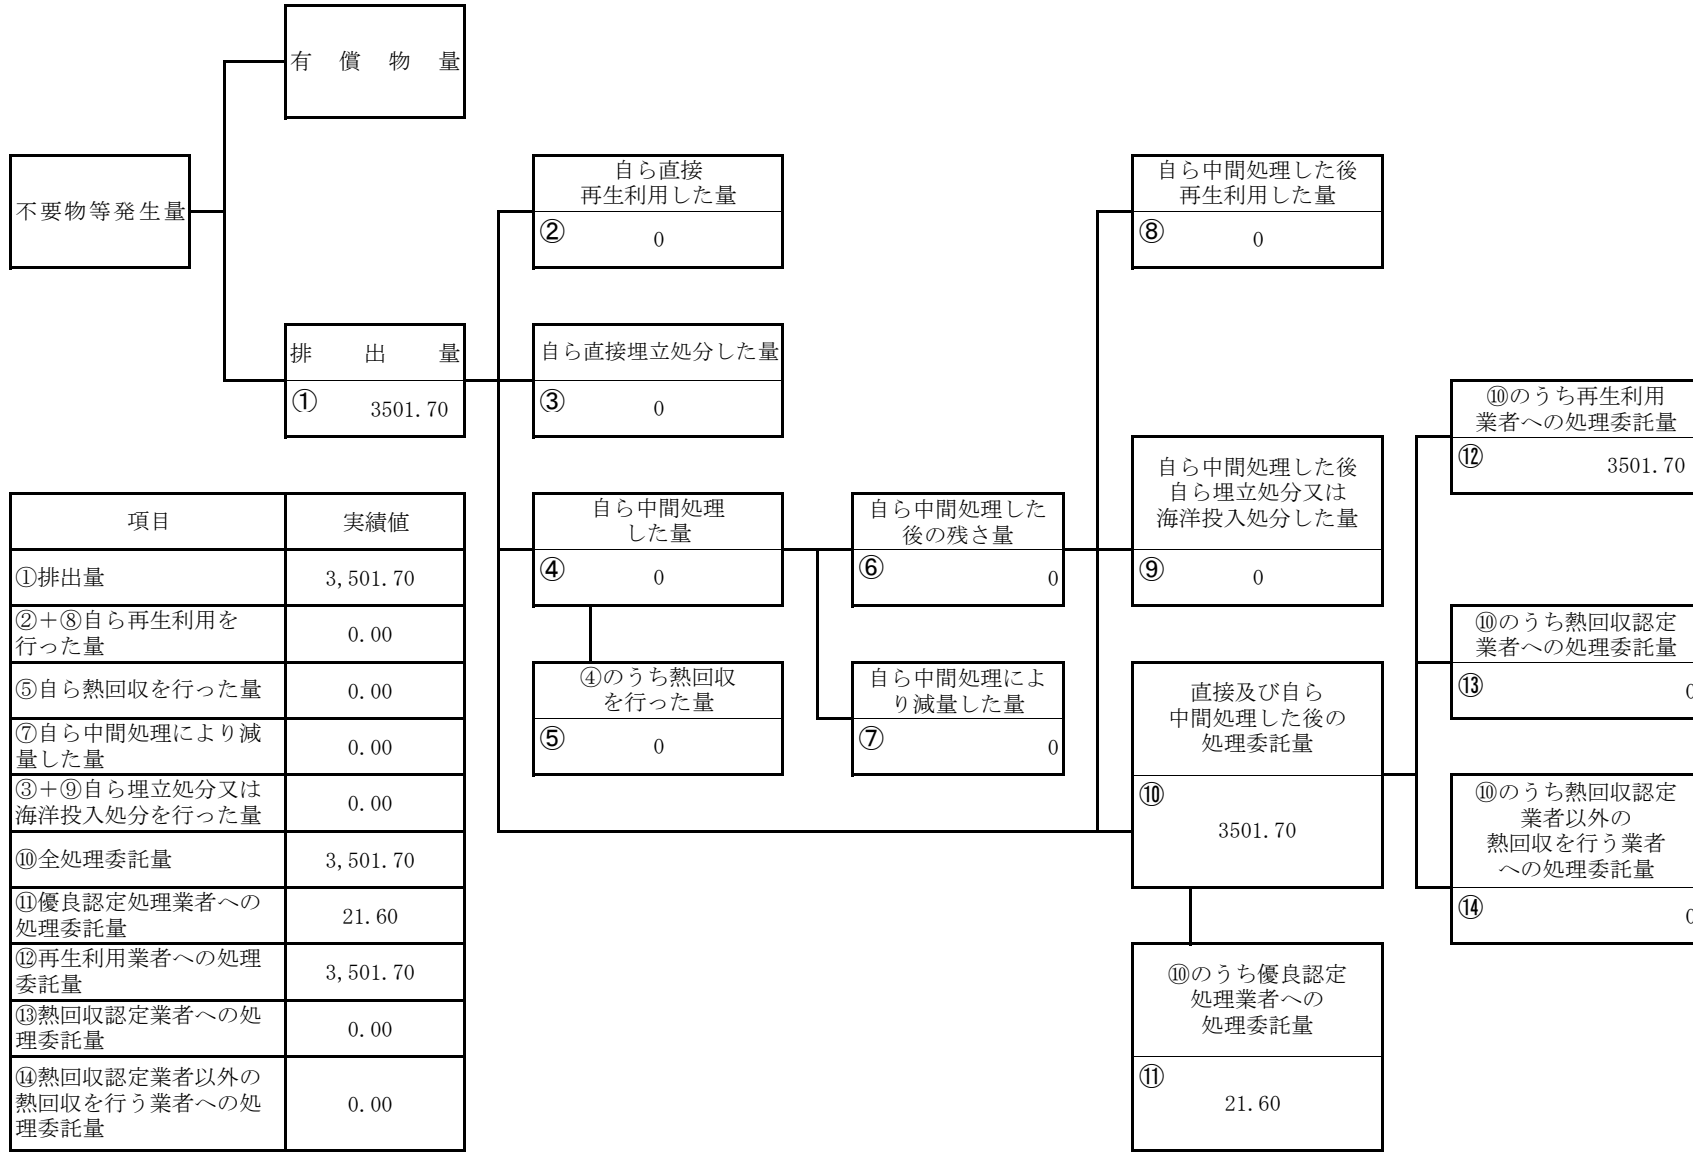 有償物量
不要物等発生量
排出量
① 3501.70
自ら直接
再生利用した量
② 0
自ら直接埋立処分した量
③ 0
自ら中間処理
した量
④ 0
④のうち熱回収
を行った量
⑤ 0
自ら中間処理した
後の残さ量
⑥ 0
自ら中間処理によ
り減量した量
⑦ 0
自ら中間処理した後
再生利用した量
⑧ 0
自ら中間処理した後
自ら埋立処分又は
海洋投入処分した量
⑨ 0
直接及び自ら
中間処理した後の
処理委託量
⑩
3501.70
⑩のうち優良認定
処理業者への
処理委託量
⑪
21.60
⑩のうち再生利用
業者への処理委託量
⑫ 3501.70
⑩のうち熱回収認定
業者への処理委託量
⑬ 0
⑩のうち熱回収認定
業者以外の
熱回収を行う業者
への処理委託量
⑭ 0
項目 実績値
①排出量 3,501.70
②＋⑧自ら再生利用を
行った量 0.00
⑤自ら熱回収を行った量 0.00
⑦自ら中間処理により減
量した量 0.00
③＋⑨自ら埋立処分又は
海洋投入処分を行った量 0.00
⑩全処理委託量 3,501.70
⑪優良認定処理業者への
処理委託量 21.60
⑫再生利用業者への処理
委託量 3,501.70
⑬熱回収認定業者への処
理委託量 0.00
⑭熱回収認定業者以外の
熱回収を行う業者への処
理委託量 0.00